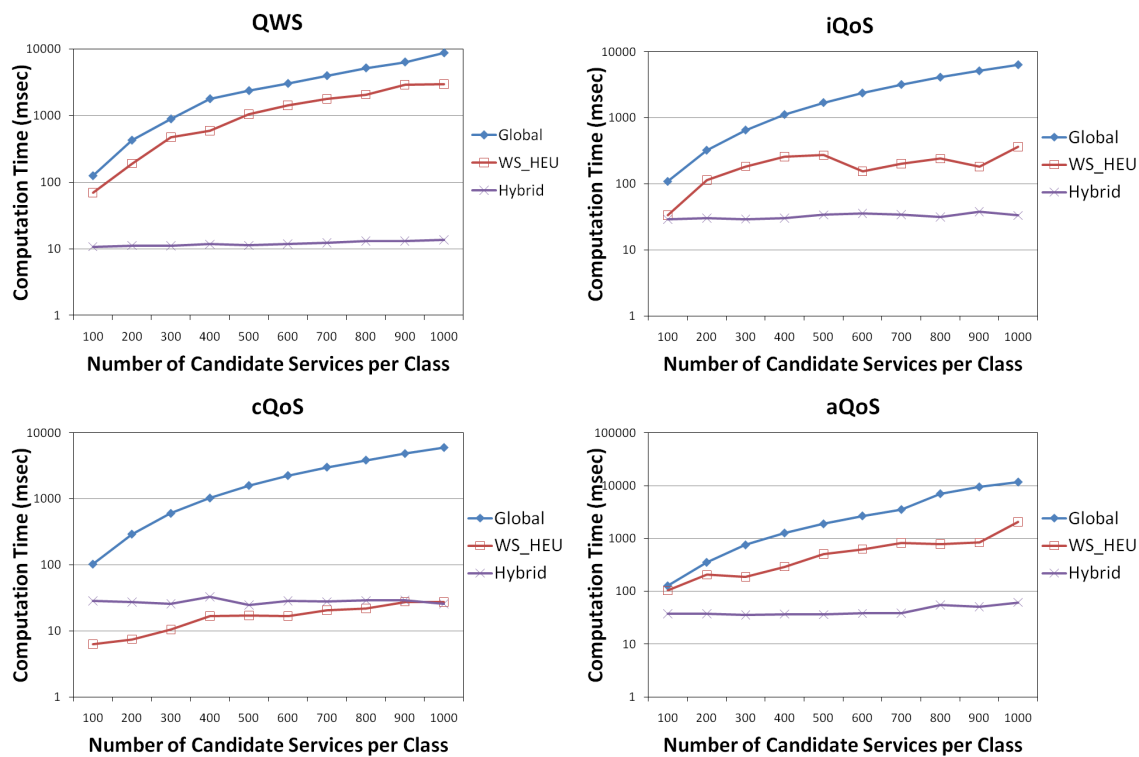 QWS
Computation Time (msec)
10000
1000
100
10
1
100 200 300 400 500 600 700 800 900 1000
Number of Candidate Services per Class
Global
WS_HEU
Hybrid
iQoS
Computation Time (msec)
10000
1000
100
10
1
100 200 300 400 500 600 700 800 900 1000
Number of Candidate Services per Class
Global
WS_HEU
Hybrid
cQoS
Computation Time (msec)
10000
1000
100
10
1
100 200 300 400 500 600 700 800 900 1000
Number of Candidate Services per Class
Global
WS_HEU
Hybrid
aQoS
Computation Time (msec)
100000
10000
1000
100
10
1
100 200 300 400 500 600 700 800 900 1000
Number of Candidate Services per Class
Global
WS_HEU
Hybrid